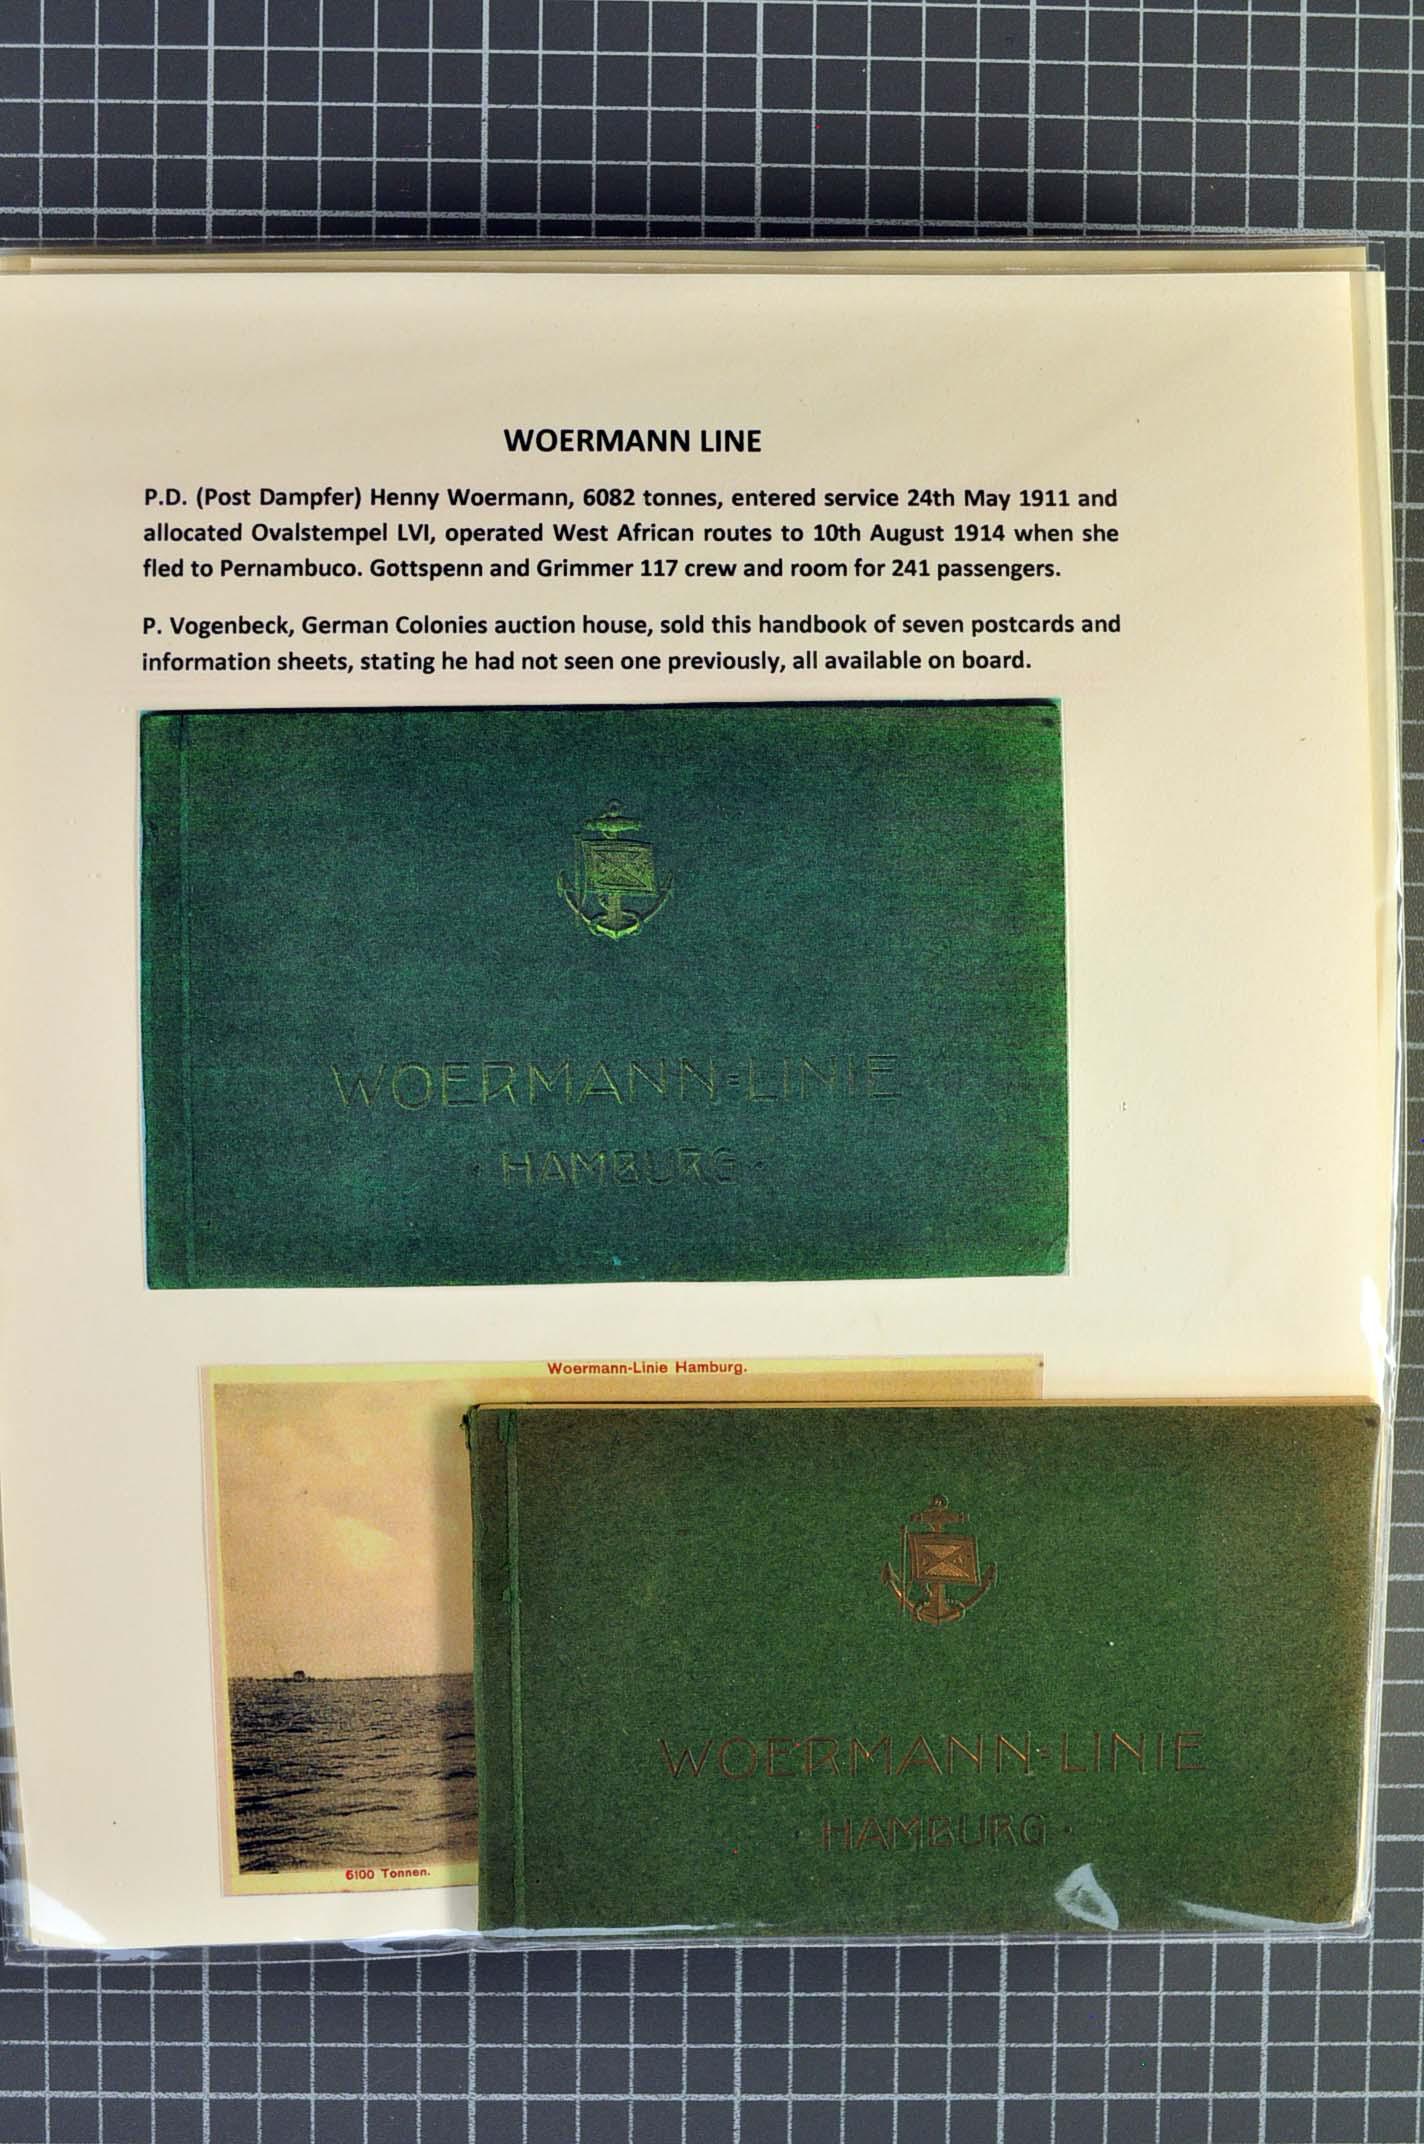 WOERMANN LINE
P.D. (Post Dampfer) Henny Woermann, 6082 tonnes, entered service 24th May 1911 and
allocated Ovalstempel LVI, operated West African routes to 10th August 1914 when she
fled to Pernambuco. Gottspenn and Grimmer 117 crew and room for 241 passengers.
P. Vogenbeck, German Colonies auction house, sold this handbook of seven postcards and
information sheets, stating he had not seen one previously, all available on board.
WOERMANN=LINIE
· HAMBURG ·
Woermann-Linie Hamburg.
6100 Tonnen.
WOERMANN=LINIE
· HAMBURG ·